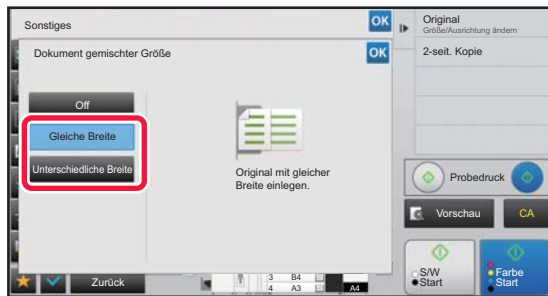 Sonstiges
OK
Dokument gemischter Größe
OK
Off
Gleiche Breite
Unterschiedliche Breite
Original mit gleicher
Breite einlegen.
Zurück
3 B4
4 A3
A4
Original
Größe/Ausrichtung ändern
2-seit. Kopie
Probedruck
Vorschau
CA
S/W
Start
Farbe
Start